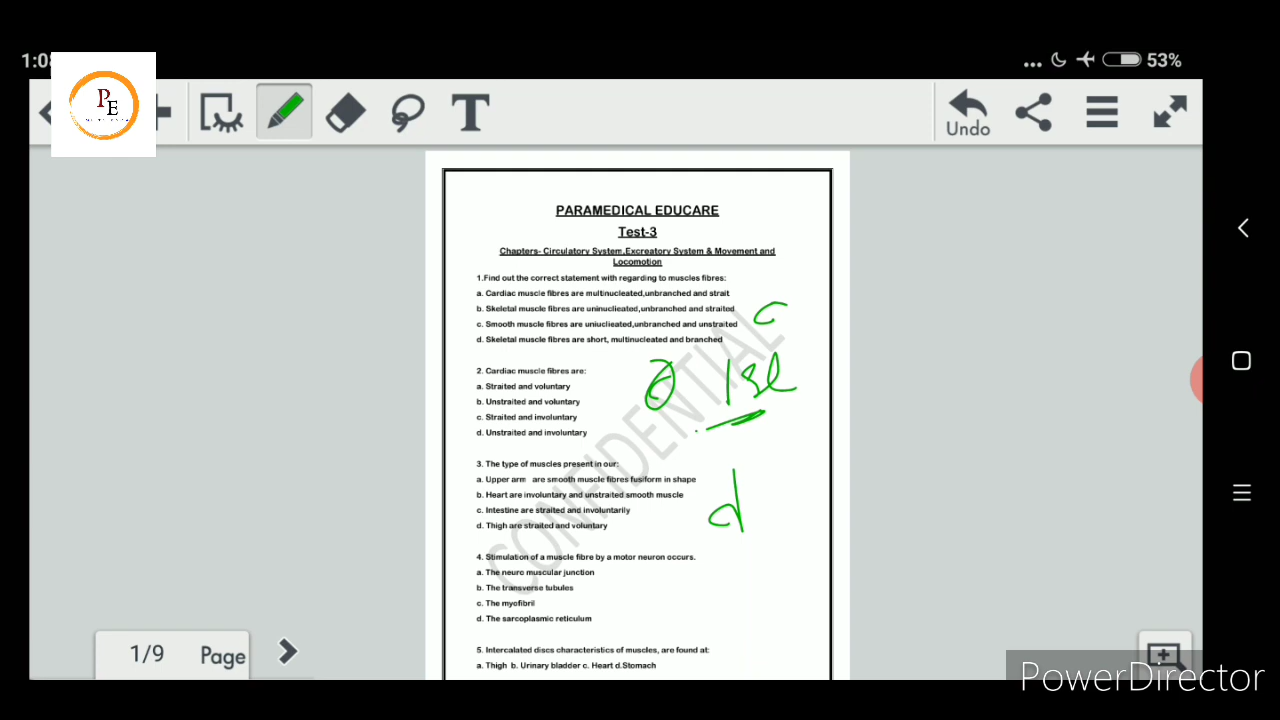 1:0
53%
PE
T
Undo
PARAMEDICAL EDUCARE
Test-3
Chapters- Circulatory System,Excreatory System & Movement and
Locomotion
1.Find out the correct statement with regarding to muscles fibres:
a. Cardiac muscle fibres are multinucleated,unbranched and strait
b. Skeletal muscle fibres are uninuclieated,unbranched and straited
c. Smooth muscle fibres are uniuclieated,unbranched and unstraited
c
d. Skeletal muscle fibres are short, multinucleated and branched
2. Cardiac muscle fibres are:
a. Straited and voluntary
c
b. Unstraited and voluntary
c. Straited and involuntary
d. Unstraited and involuntary
CONFIDENTIAL
3. The type of muscles present in our:
a. Upper arm are smooth muscle fibres fusiform in shape
b. Heart are involuntary and unstraited smooth muscle
c. Intestine are straited and involuntarily
d
d. Thigh are straited and voluntary
4. Stimulation of a muscle fibre by a motor neuron occurs.
a. The neuro muscular junction
b. The transverse tubules
c. The myofibril
d. The sarcoplasmic reticulum
5. Intercalated discs characteristics of muscles, are found at:
a. Thigh b. Urinary bladder c. Heart d.Stomach
1/9 Page
PowerDirector